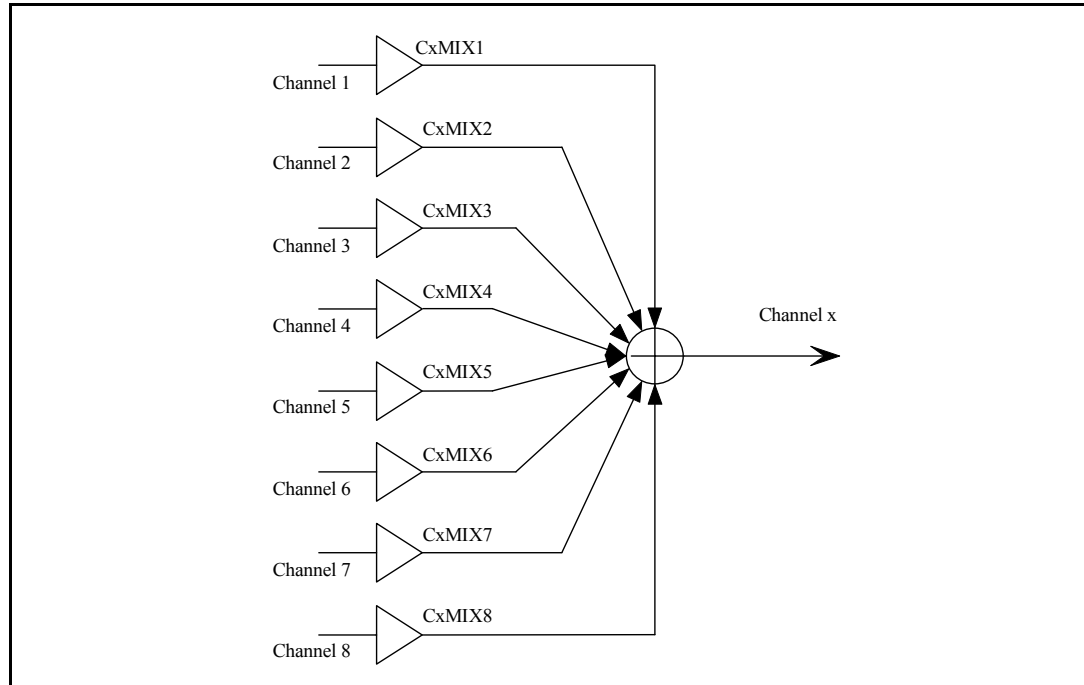 CxMIX1
Channel 1
CxMIX2
Channel 2
CxMIX3
Channel 3
CxMIX4
Channel 4
Channel x
CxMIX5
Channel 5
CxMIX6
Channel 6
CxMIX7
Channel 7
CxMIX8
Channel 8